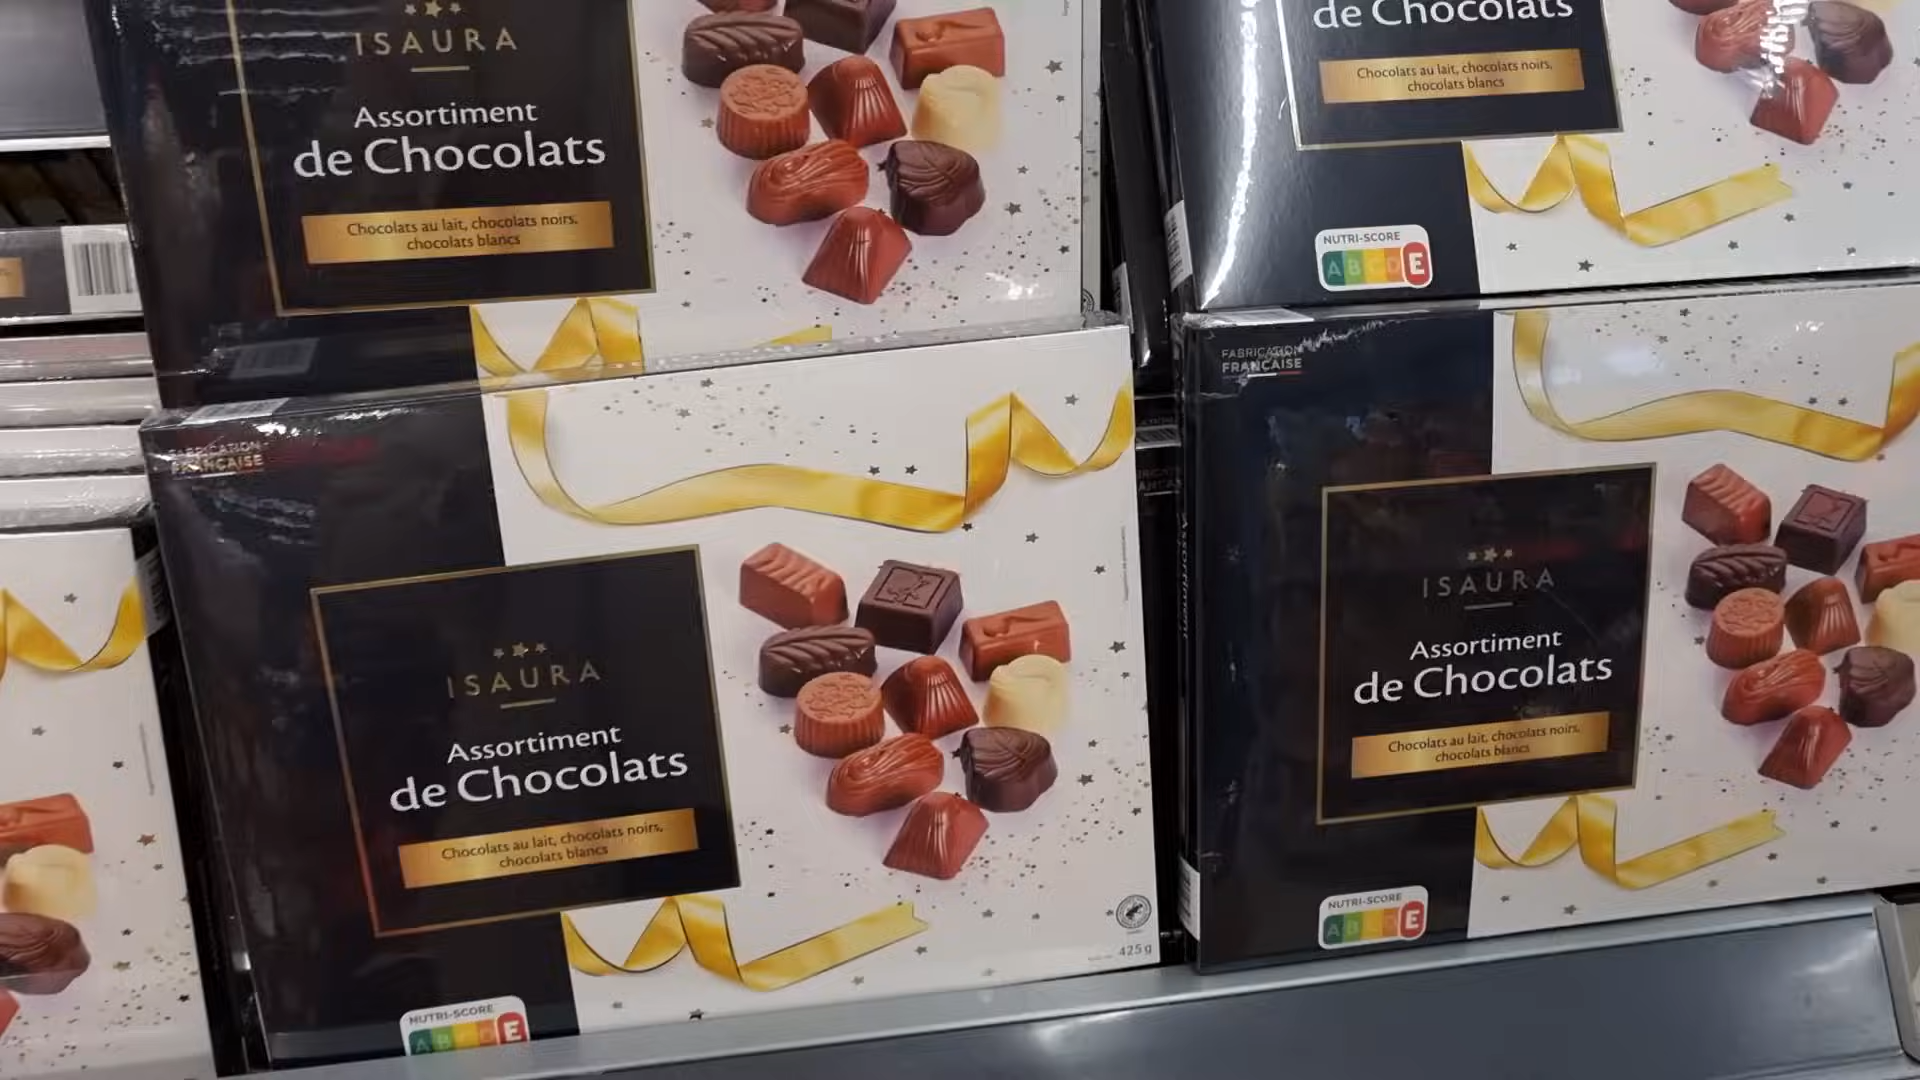 ISAURA
Assortiment
de Chocolats
Chocolats au lait, chocolats noirs,
chocolats blancs
de Chocolats
Chocolats au lait, chocolats noirs,
chocolats blancs
NUTRI-SCORE
A B C D E
FABRICATION
FRANÇAISE
ISAURA
Assortiment
de Chocolats
Chocolats au lait, chocolats noirs,
chocolats blancs
NUTRI-SCORE
A B C D E
425 g
FABRICATION
FRANÇAISE
ISAURA
Assortiment
de Chocolats
Chocolats au lait, chocolats noirs,
chocolats blancs
NUTRI-SCORE
A B C D E
Assortiment